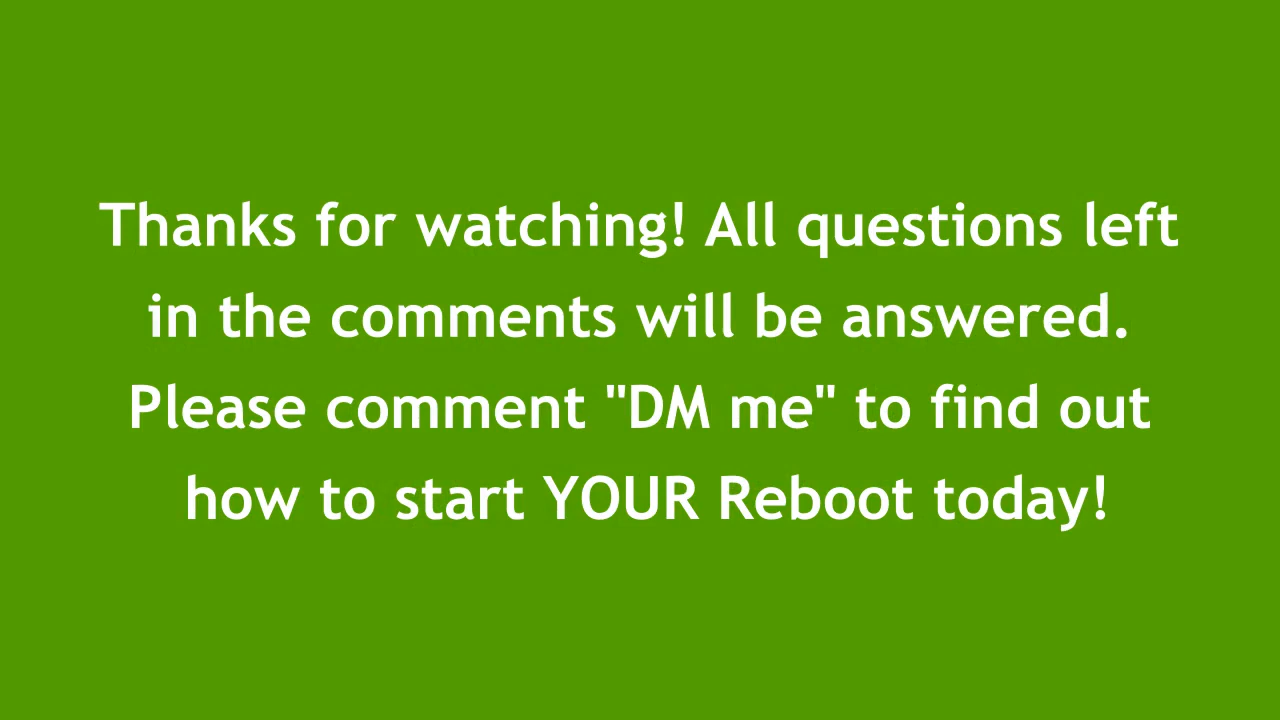 Thanks for watching! All questions left
in the comments will be answered.
Please comment "DM me" to find out
how to start YOUR Reboot today!